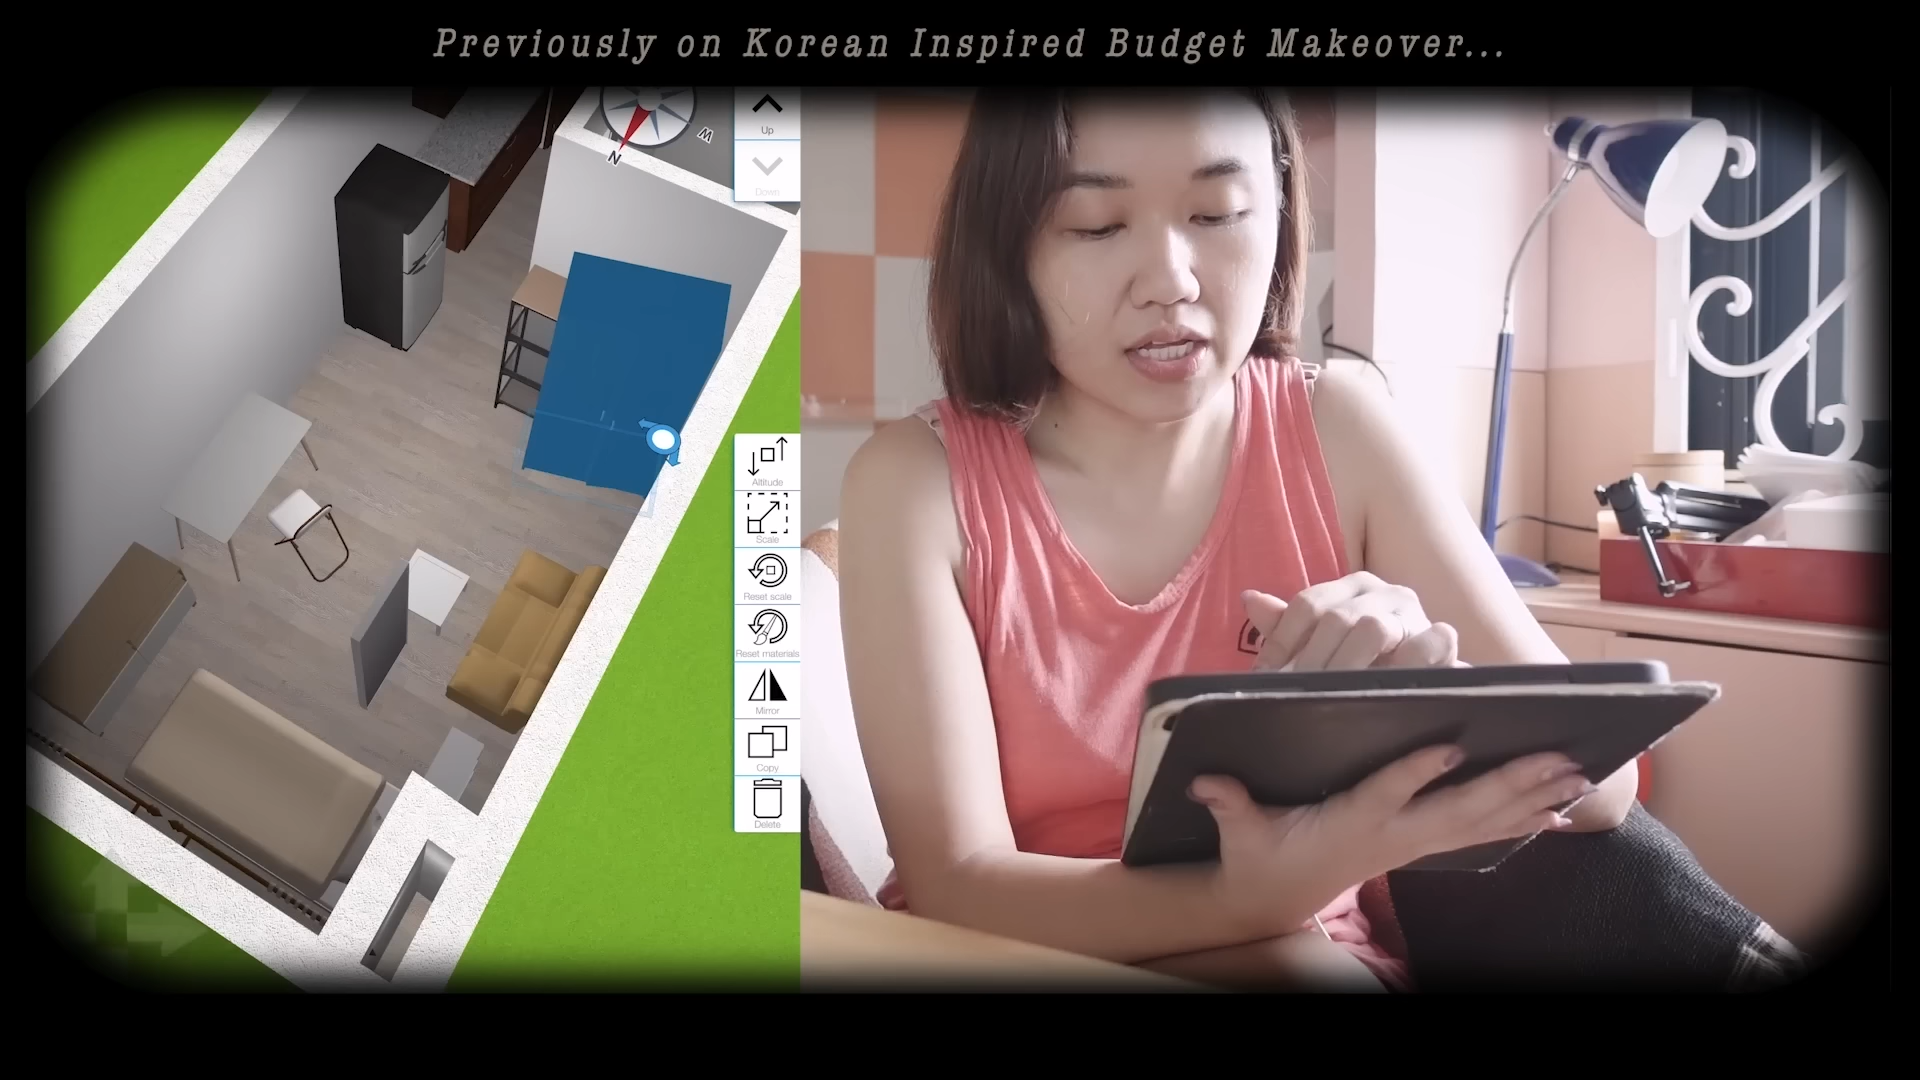 Previously on Korean Inspired Budget Makeover...
Up
Down
N
W
Altitude
Scale
Reset scale
Reset materials
Mirror
Copy
Delete